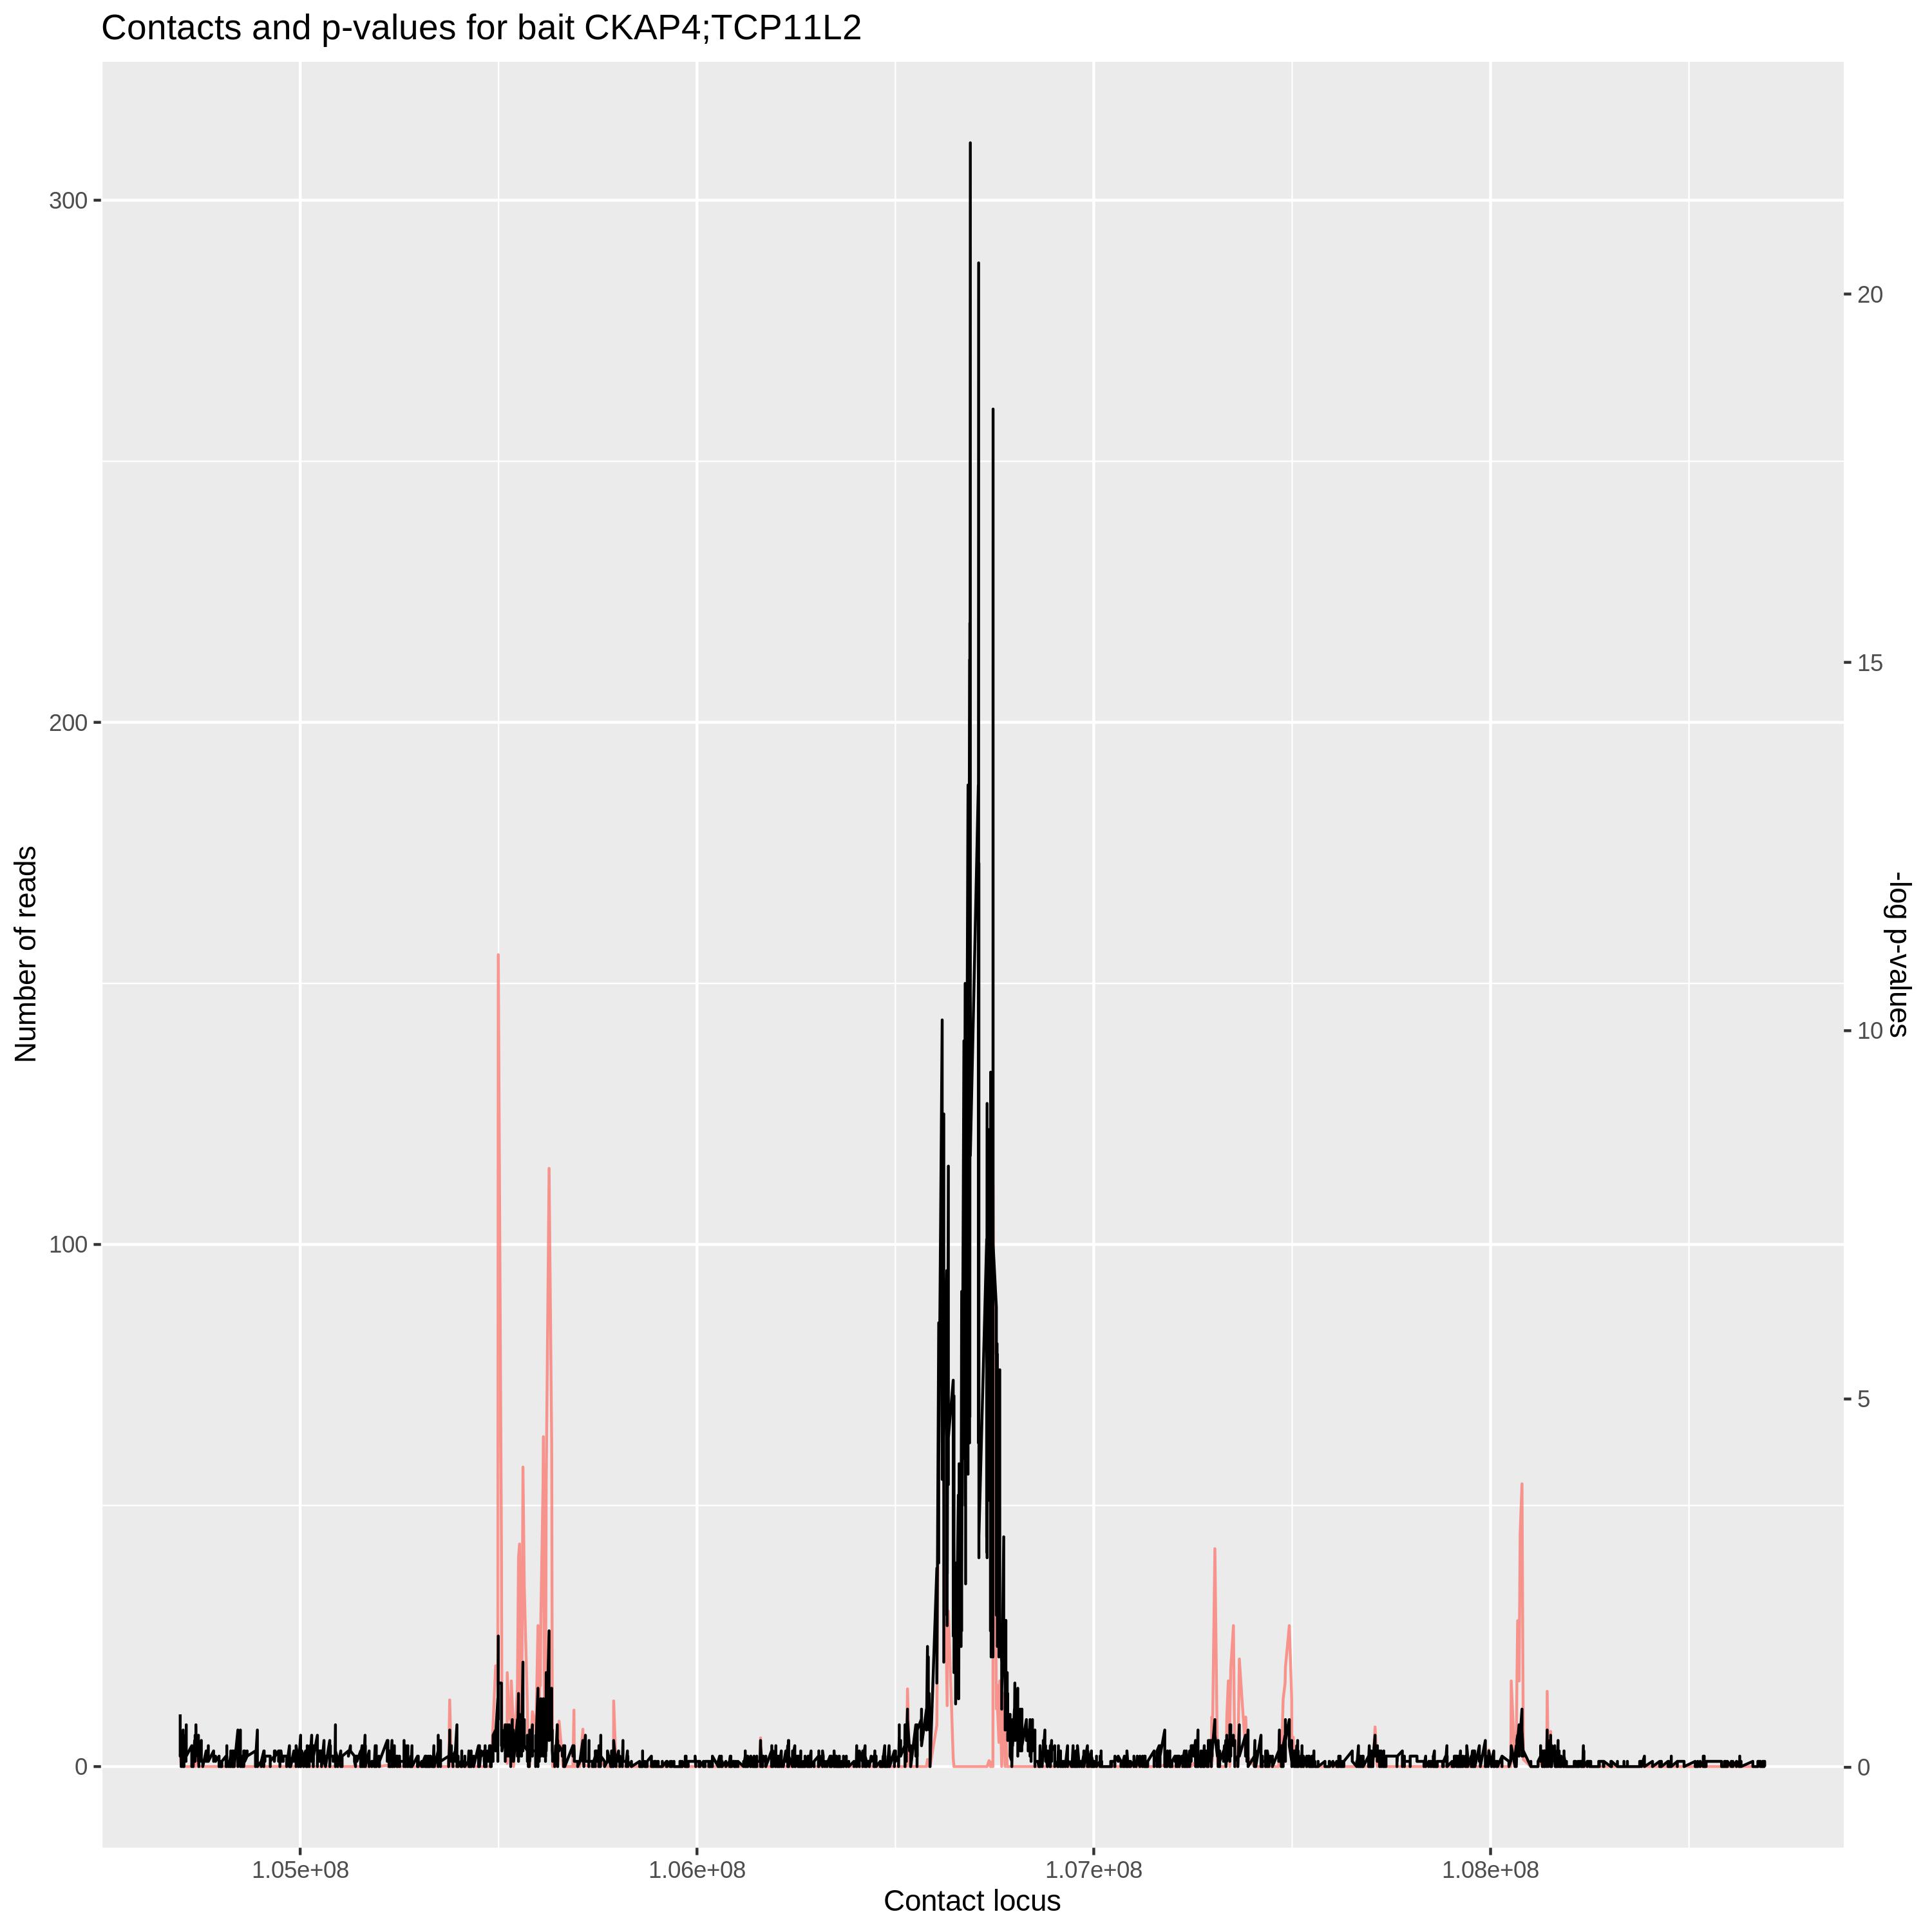 Contacts and p-values for bait CKAP4;TCP11L2
300
200
100
0
Number of reads
20
15
10
5
0
-log p-values
1.05e+08
1.06e+08
1.07e+08
1.08e+08
Contact locus